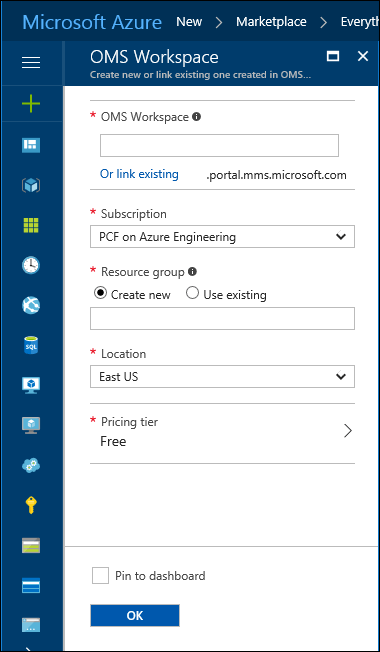 Microsoft Azure New > Marketplace > Everyth
OMS Workspace
Create new or link existing one created in OMS...
* OMS Workspace
Or link existing .portal.mms.microsoft.com
* Subscription
PCF on Azure Engineering
* Resource group
Create new Use existing
* Location
East US
* Pricing tier
Free
SQL
Pin to dashboard
OK